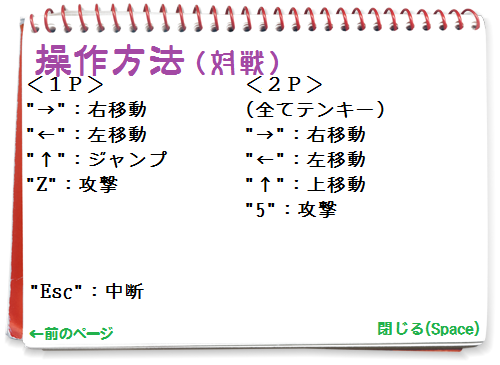 操作方法(対戦)
＜１Ｐ＞
"→"：右移動
"←"：左移動
"↑"：ジャンプ
"Z"：攻撃
＜２Ｐ＞
(全てテンキー)
"→"：右移動
"←"：左移動
"↑"：上移動
"5"：攻撃
"Esc"：中断
←前のページ
閉じる(Space)